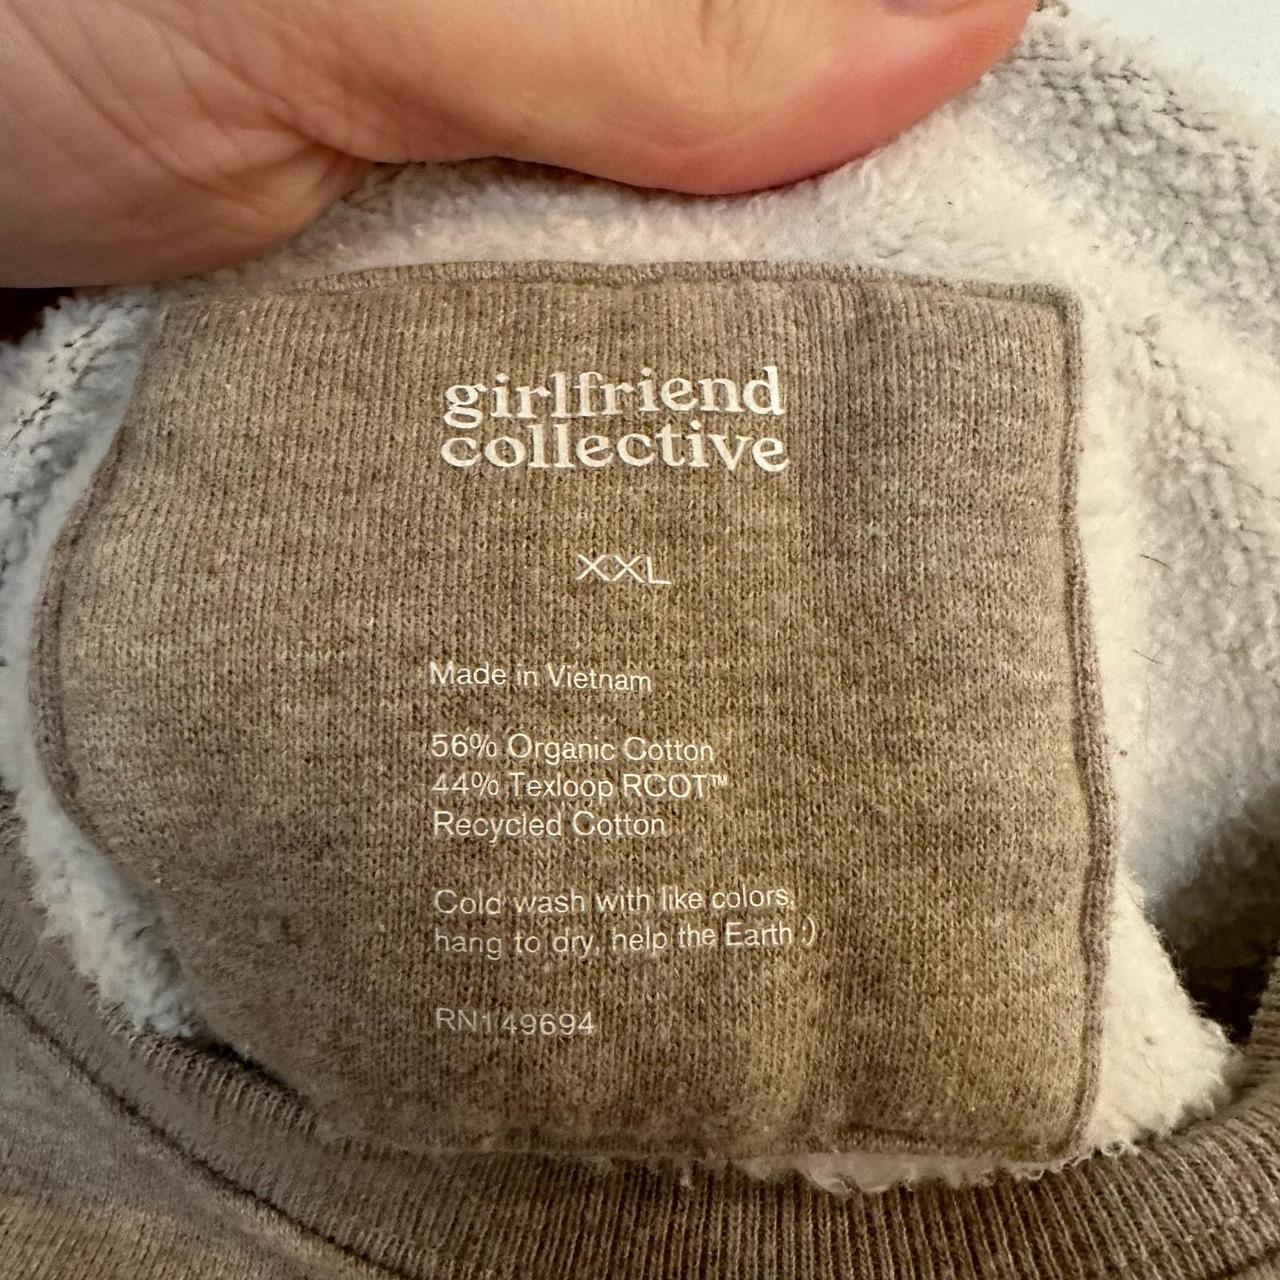 girlfriend
collective
XXL
Made in Vietnam
56% Organic Cotton
44% Texloop RCOT™
Recycled Cotton
Cold wash with like colors,
hang to dry, help the Earth :)
RN149694